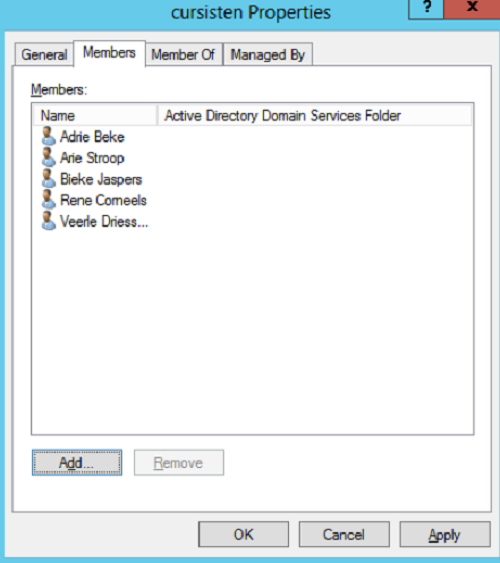 cursisten Properties
? x
General Members Member Of Managed By
Members:
Name Active Directory Domain Services Folder
Adrie Beke
Arie Stroop
Bieke Jaspers
Rene Corneels
Veerle Driess...
Add... Remove
OK Cancel Apply